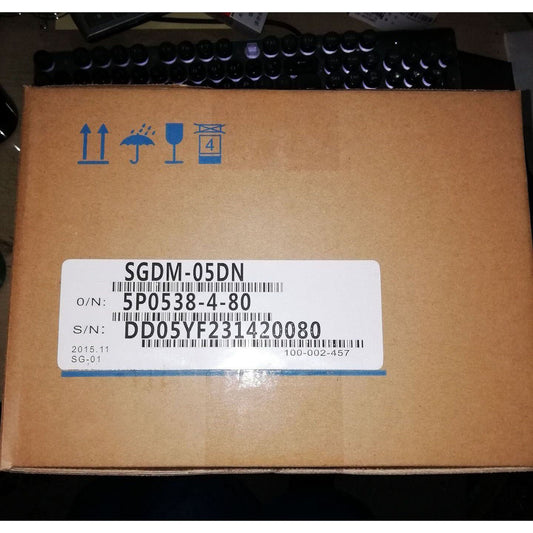 4
SGDM-05DN
O/N: 5P0538-4-80
S/N: DD05YF231420080
2015.11
100-002-457
SG-01